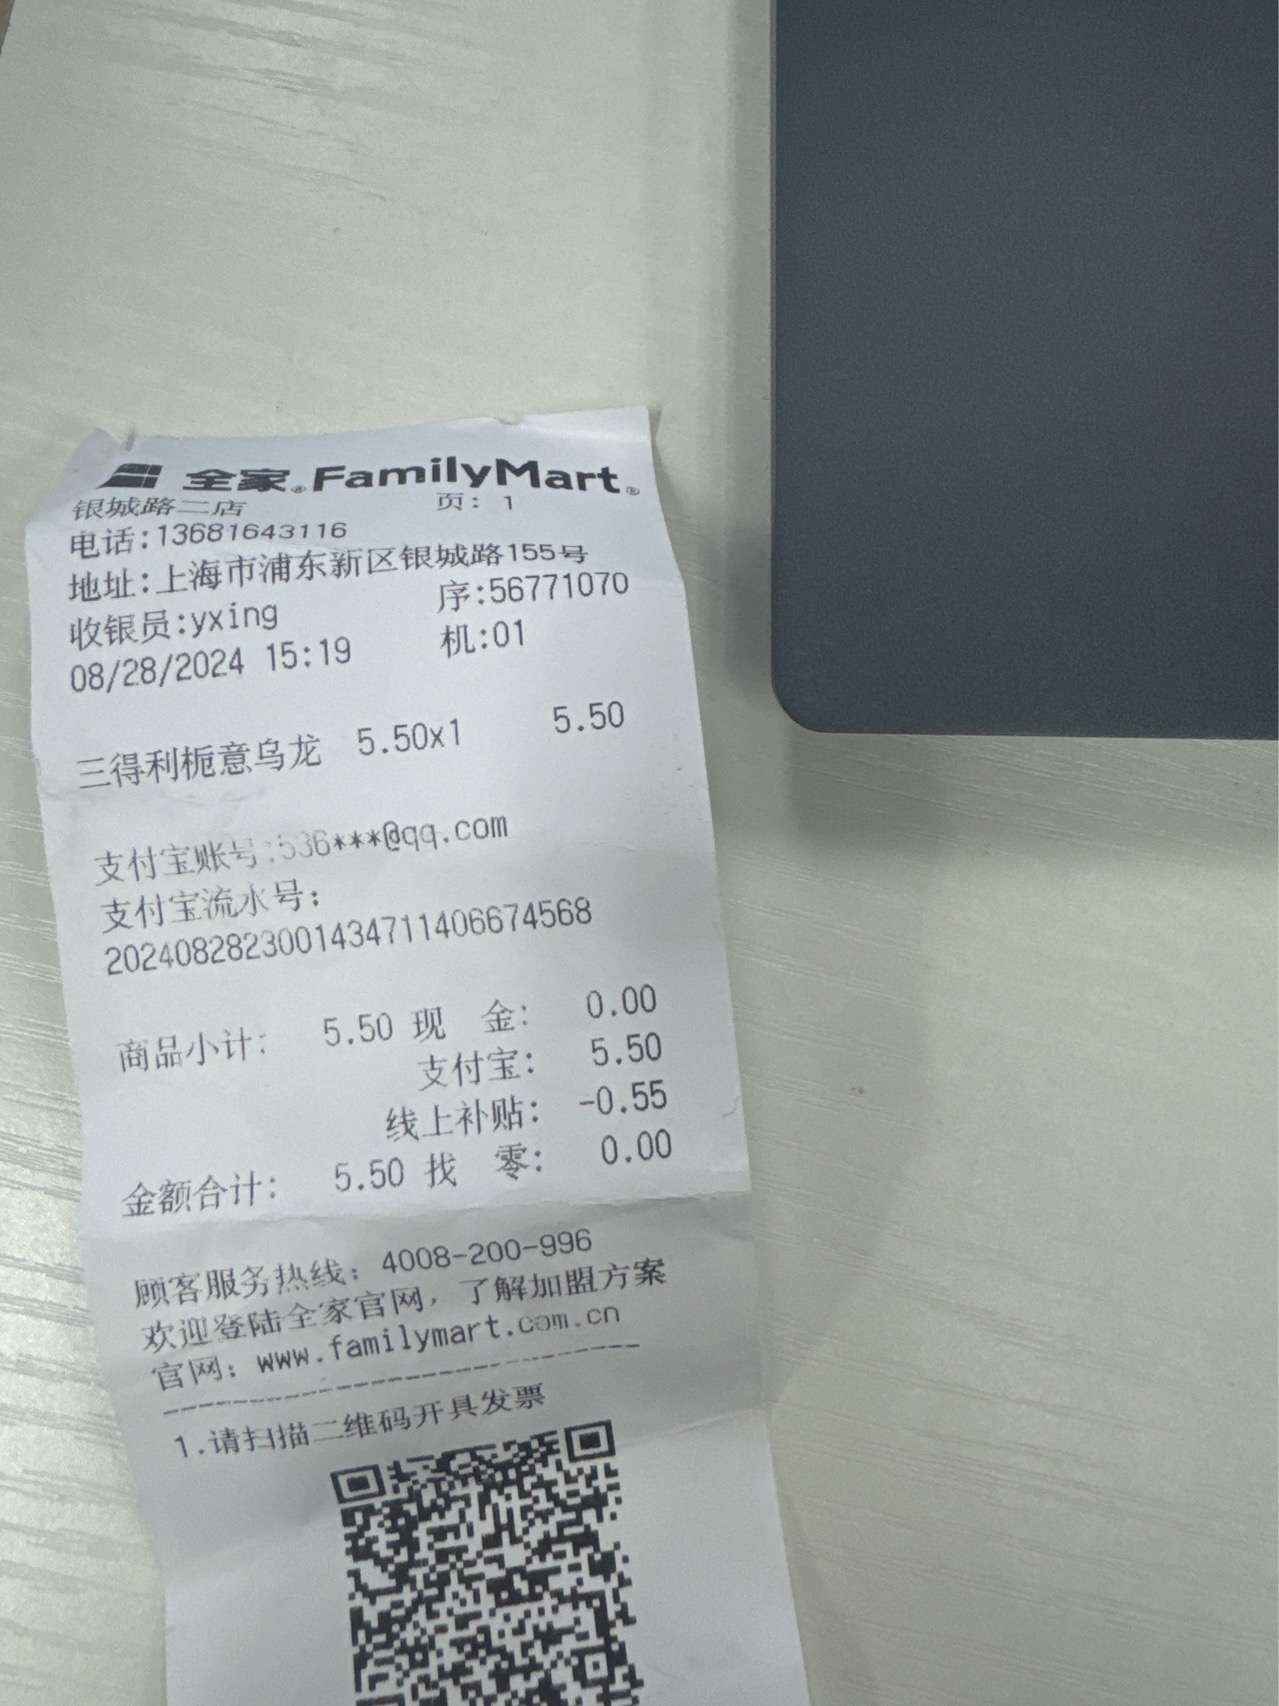 全家® FamilyMart®
银城路二店 页: 1
电话:13681643116
地址:上海市浦东新区银城路155号
收银员:yxing 序:56771070
08/28/2024 15:19 机:01
三得利栀意乌龙 5.50x1 5.50
支付宝账号:536***@qq.com
支付宝流水号:
2024082823001434711406674568
商品小计: 5.50 现 金: 0.00
支付宝: 5.50
线上补贴: -0.55
金额合计: 5.50 找 零: 0.00
顾客服务热线: 4008-200-996
欢迎登陆全家官网, 了解加盟方案
官网: www.familymart.com.cn
1.请扫描二维码开具发票